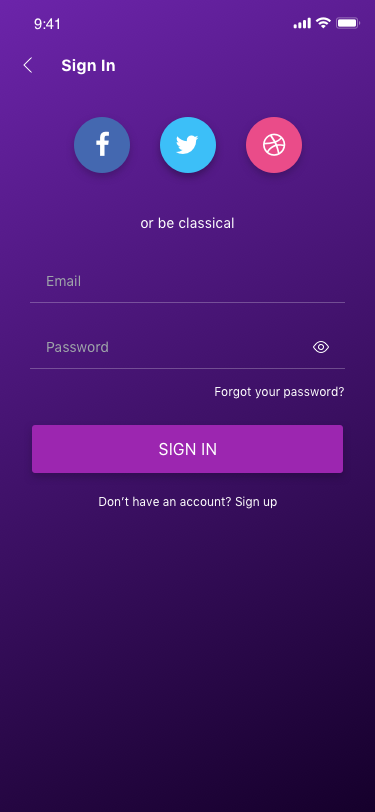 9:41
Sign In
or be classical
Email
Password
Forgot your password?
SIGN IN
Don’t have an account? Sign up